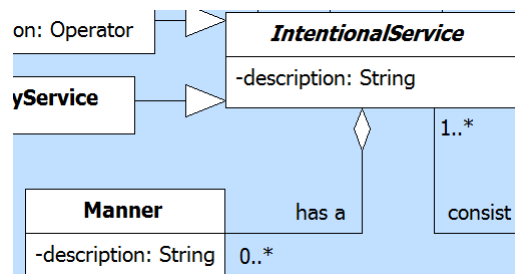 on: Operator
IntentionalService
-description: String
yService
1..*
Manner
has a
consist
-description: String
0..*